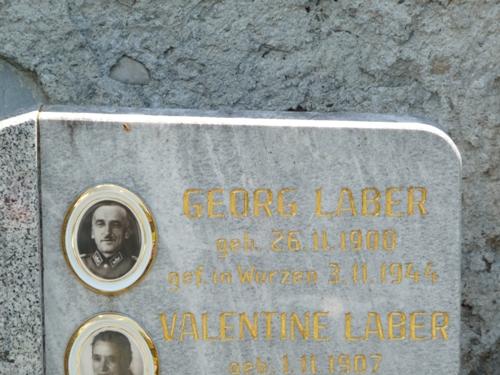 GEORG LABER
geb. 26.11.1900
gef. in Wurzen 3.11.1944
VALENTINE LABER
geb. 1.11.1907